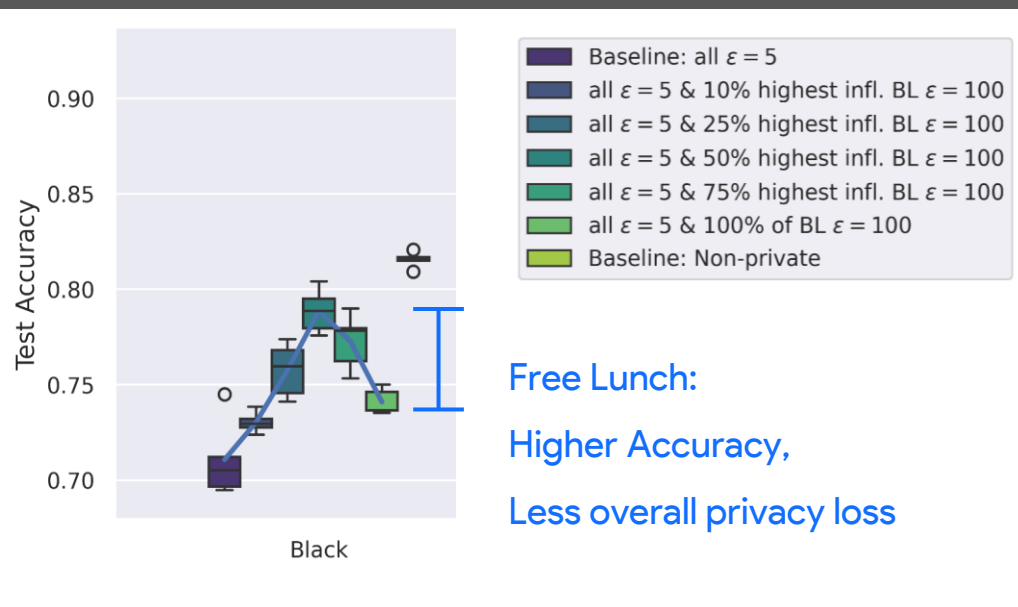 Test Accuracy
0.90
0.85
0.80
0.75
0.70
Black
Baseline: all ε = 5
all ε = 5 & 10% highest infl. BL ε = 100
all ε = 5 & 25% highest infl. BL ε = 100
all ε = 5 & 50% highest infl. BL ε = 100
all ε = 5 & 75% highest infl. BL ε = 100
all ε = 5 & 100% of BL ε = 100
Baseline: Non-private
Free Lunch:
Higher Accuracy,
Less overall privacy loss